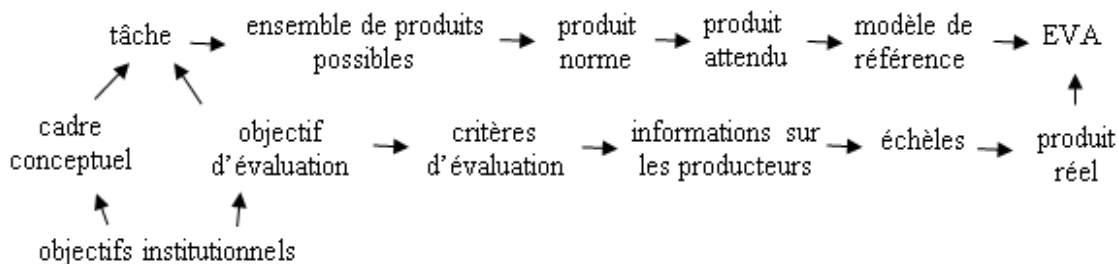 tâche
ensemble de produits
possibles
produit
norme
produit
attendu
modèle de
référence
EVA
cadre
conceptuel
objectif
d'évaluation
critères
d'évaluation
informations sur
les producteurs
échèles
produit
réel
objectifs institutionnels